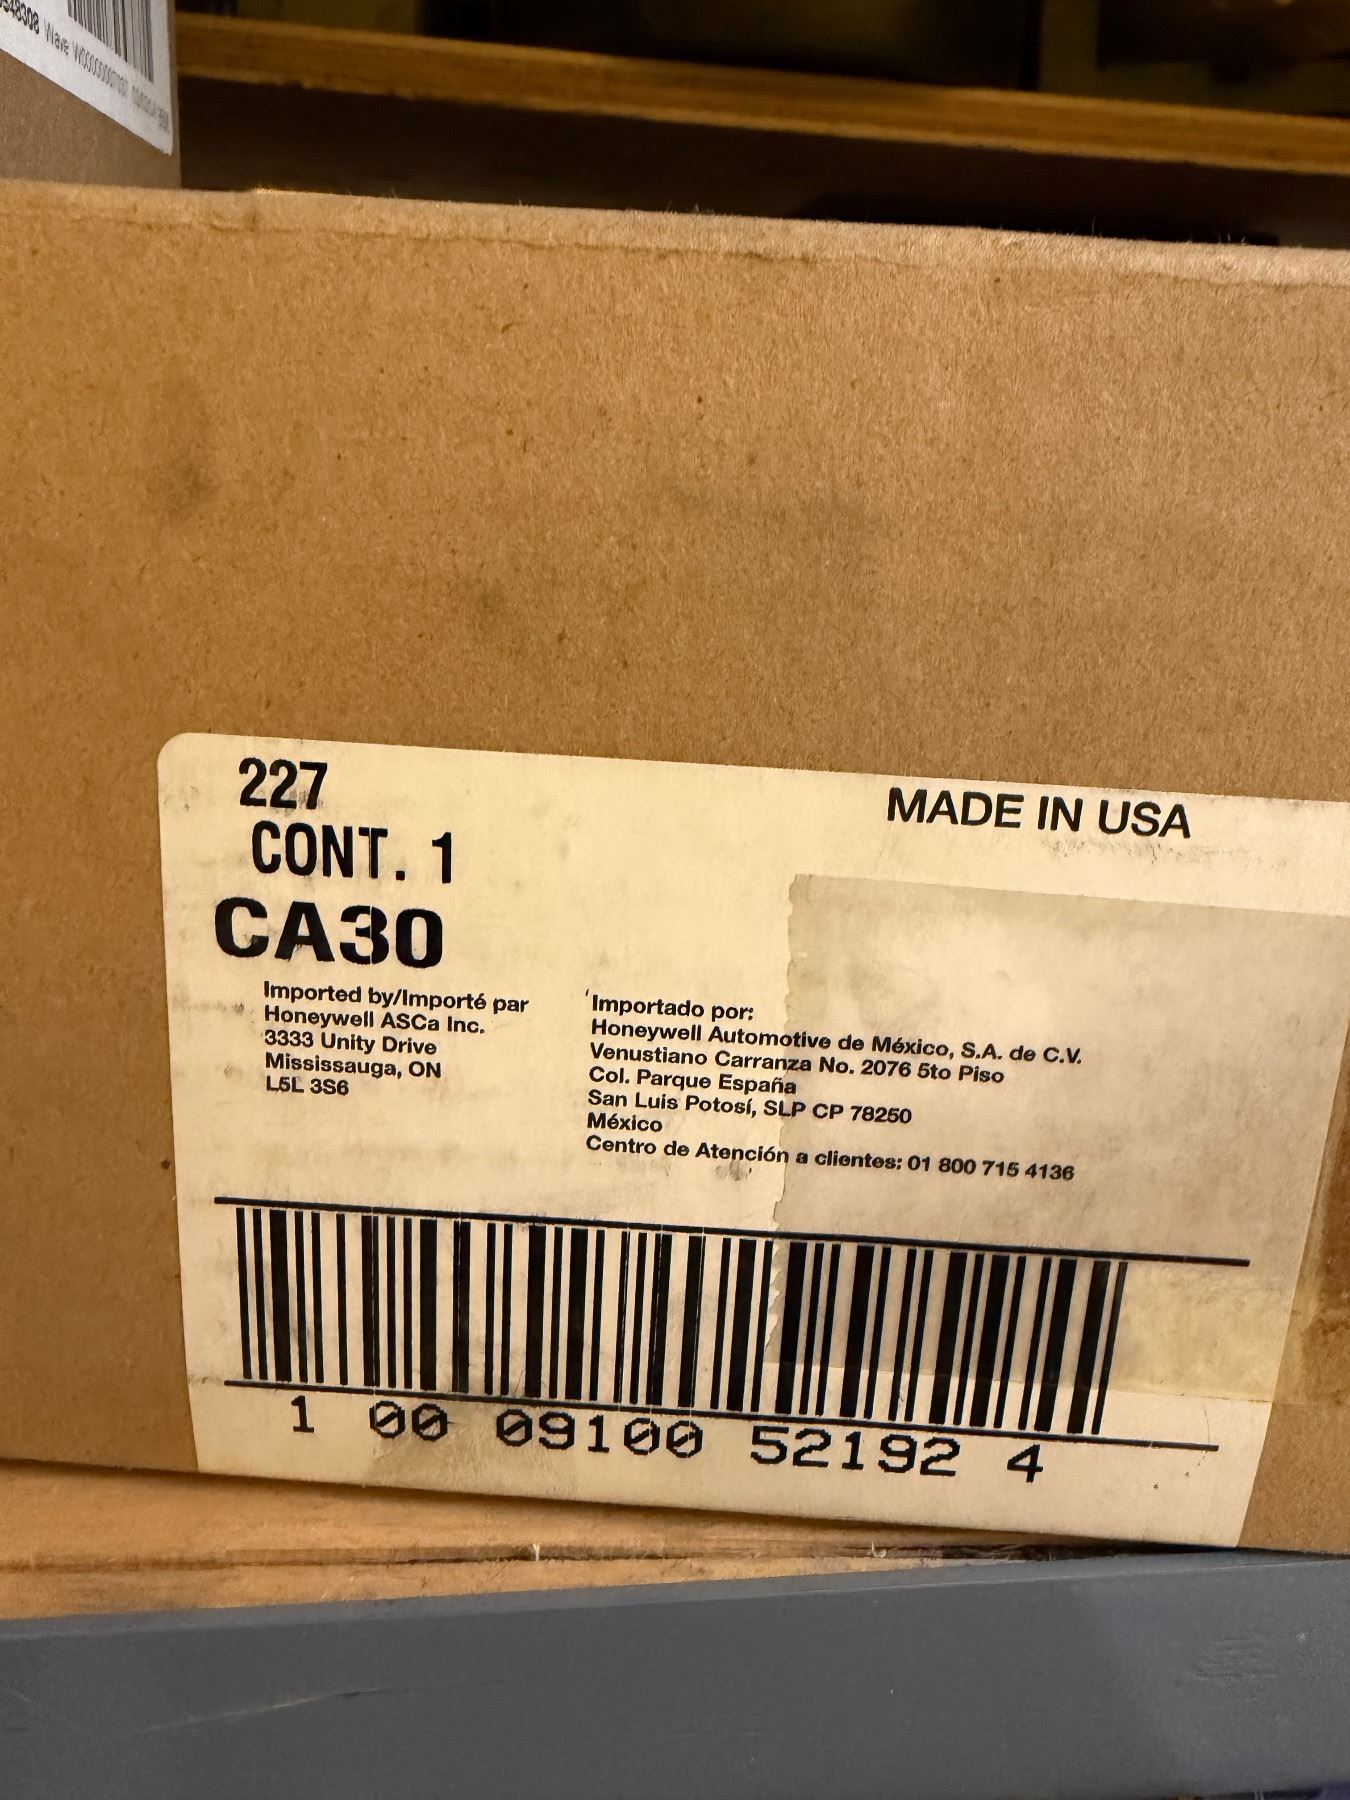 48308 Wave
227
CONT. 1
CA30
MADE IN USA
Imported by/Importé par
Honeywell ASCa Inc.
3333 Unity Drive
Mississauga, ON
L5L 3S6
Importado por:
Honeywell Automotive de México, S.A. de C.V.
Venustiano Carranza No. 2076 5to Piso
Col. Parque España
San Luis Potosí, SLP CP 78250
México
Centro de Atención a clientes: 01 800 715 4136
1 00 09100 52192 4